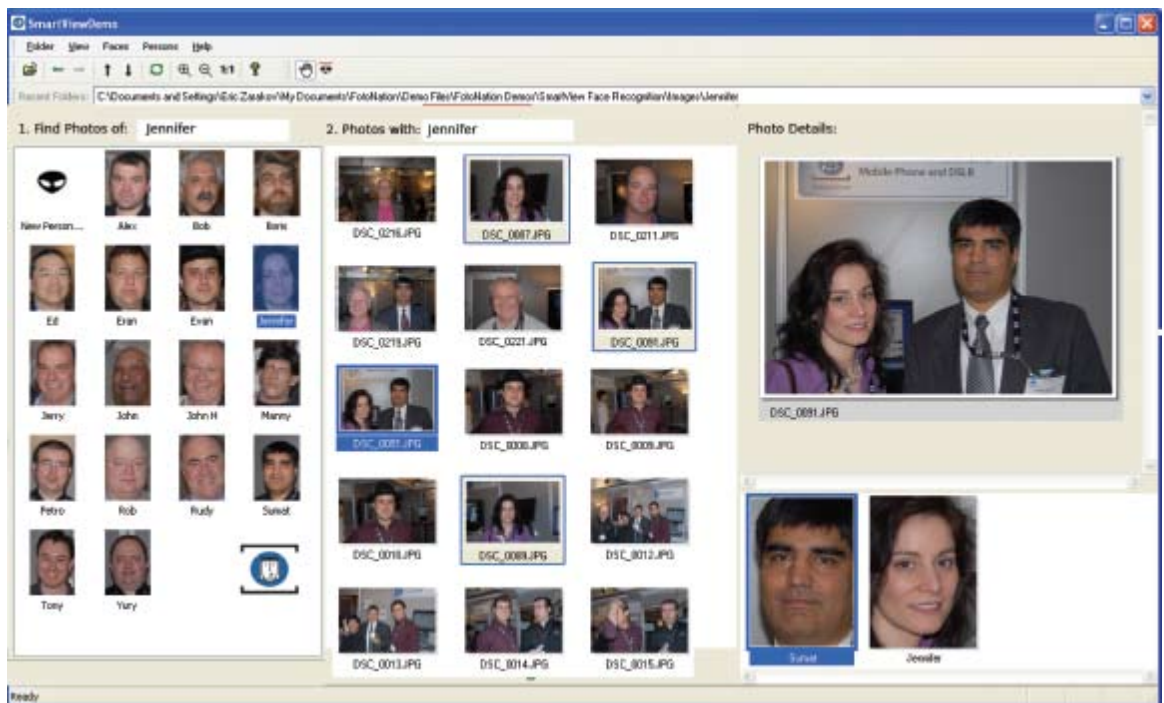 SmartViewDemo
Folder View Faces Persons Help
1:1
Recent Folders: C:\Documents and Settings\Eric Zarakov\My Documents\FotoNation\Demo Files\FotoNation Demos\SmartView Face Recognition\Images\Jennifer
1. Find Photos of: Jennifer
2. Photos with: Jennifer
Photo Details:
New Person... Alex Bob Boris
Ed Eran Evan Jennifer
Jerry John John H Manny
Petro Rob Rudy Sumat
Tony Yury
DSC_0216.JPG DSC_0087.JPG DSC_0211.JPG
DSC_0219.JPG DSC_0221.JPG DSC_0091.JPG
DSC_0008.JPG DSC_0009.JPG
DSC_0010.JPG DSC_0089.JPG DSC_0012.JPG
DSC_0013.JPG DSC_0014.JPG DSC_0015.JPG
Mobile Phone and DSLR
DSC_0091.JPG
Sumat Jennifer
Ready